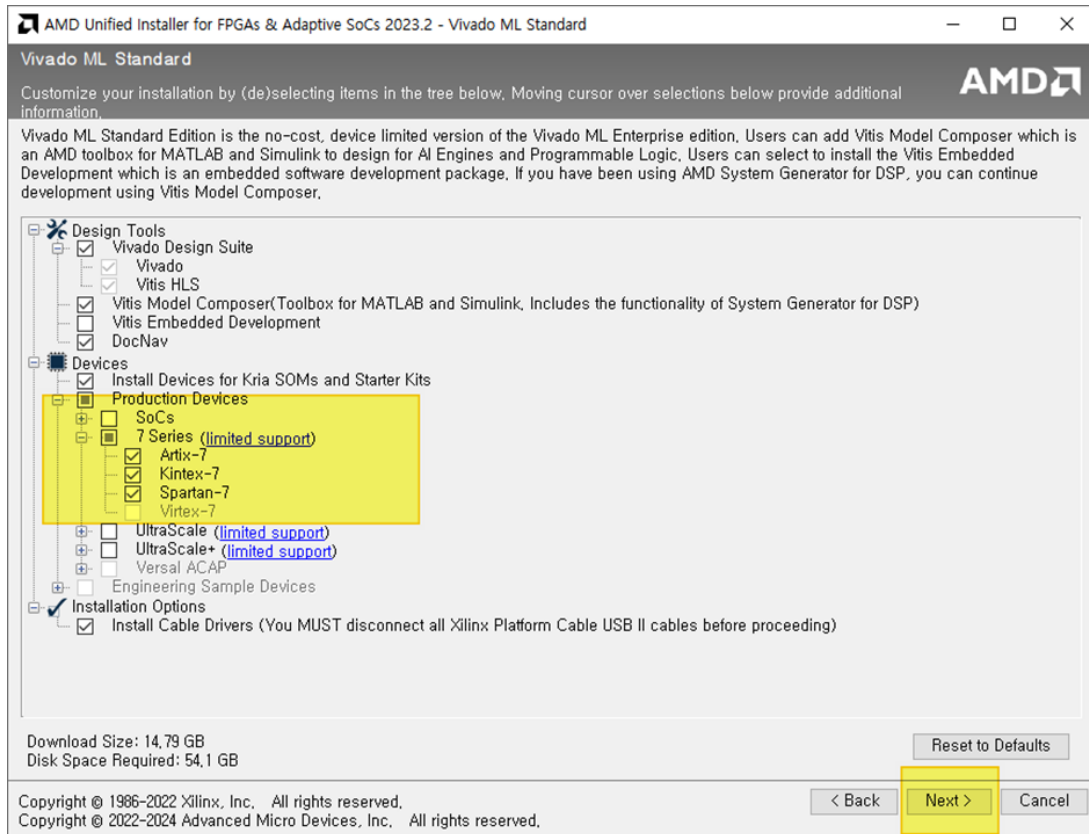 AMD Unified Installer for FPGAs & Adaptive SoCs 2023.2 - Vivado ML Standard
Vivado ML Standard
AMD
Customize your installation by (de)selecting items in the tree below. Moving cursor over selections below provide additional
information.
Vivado ML Standard Edition is the no-cost, device limited version of the Vivado ML Enterprise edition. Users can add Vitis Model Composer which is
an AMD toolbox for MATLAB and Simulink to design for AI Engines and Programmable Logic. Users can select to install the Vitis Embedded
Development which is an embedded software development package. If you have been using AMD System Generator for DSP, you can continue
development using Vitis Model Composer.
Design Tools
Vivado Design Suite
Vivado
Vitis HLS
Vitis Model Composer(Toolbox for MATLAB and Simulink. Includes the functionality of System Generator for DSP)
Vitis Embedded Development
DocNav
Devices
Install Devices for Kria SOMs and Starter Kits
Production Devices
SoCs
7 Series (limited support)
Artix-7
Kintex-7
Spartan-7
Virtex-7
UltraScale (limited support)
UltraScale+ (limited support)
Versal ACAP
Engineering Sample Devices
Installation Options
Install Cable Drivers (You MUST disconnect all Xilinx Platform Cable USB II cables before proceeding)
Download Size: 14.79 GB
Disk Space Required: 54.1 GB
Reset to Defaults
Copyright © 1986-2022 Xilinx, Inc. All rights reserved.
Copyright © 2022-2024 Advanced Micro Devices, Inc. All rights reserved.
< Back
Next >
Cancel